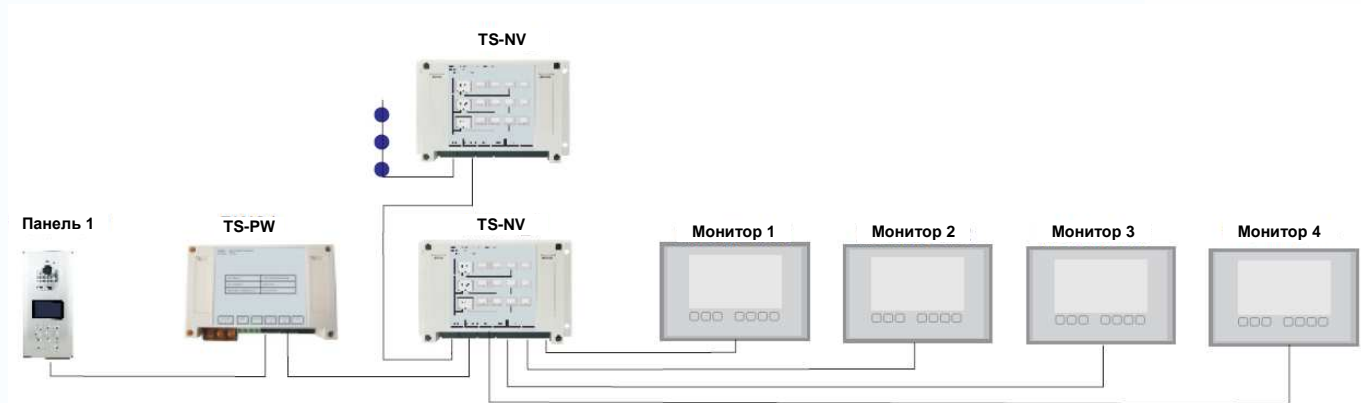 TS-NV
Панель 1
TS-PW
TS-NV
Монитор 1
Монитор 2
Монитор 3
Монитор 4